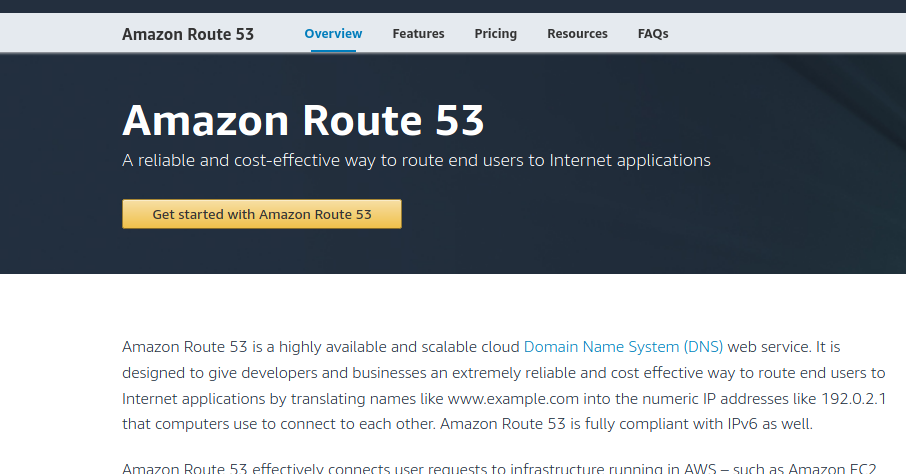 Amazon Route 53 Overview Features Pricing Resources FAQs
Amazon Route 53
A reliable and cost-effective way to route end users to Internet applications
Get started with Amazon Route 53
Amazon Route 53 is a highly available and scalable cloud Domain Name System (DNS) web service. It is
designed to give developers and businesses an extremely reliable and cost effective way to route end users to
Internet applications by translating names like www.example.com into the numeric IP addresses like 192.0.2.1
that computers use to connect to each other. Amazon Route 53 is fully compliant with IPv6 as well.
Amazon Route 53 effectively connects user requests to infrastructure running in AWS – such as Amazon EC2